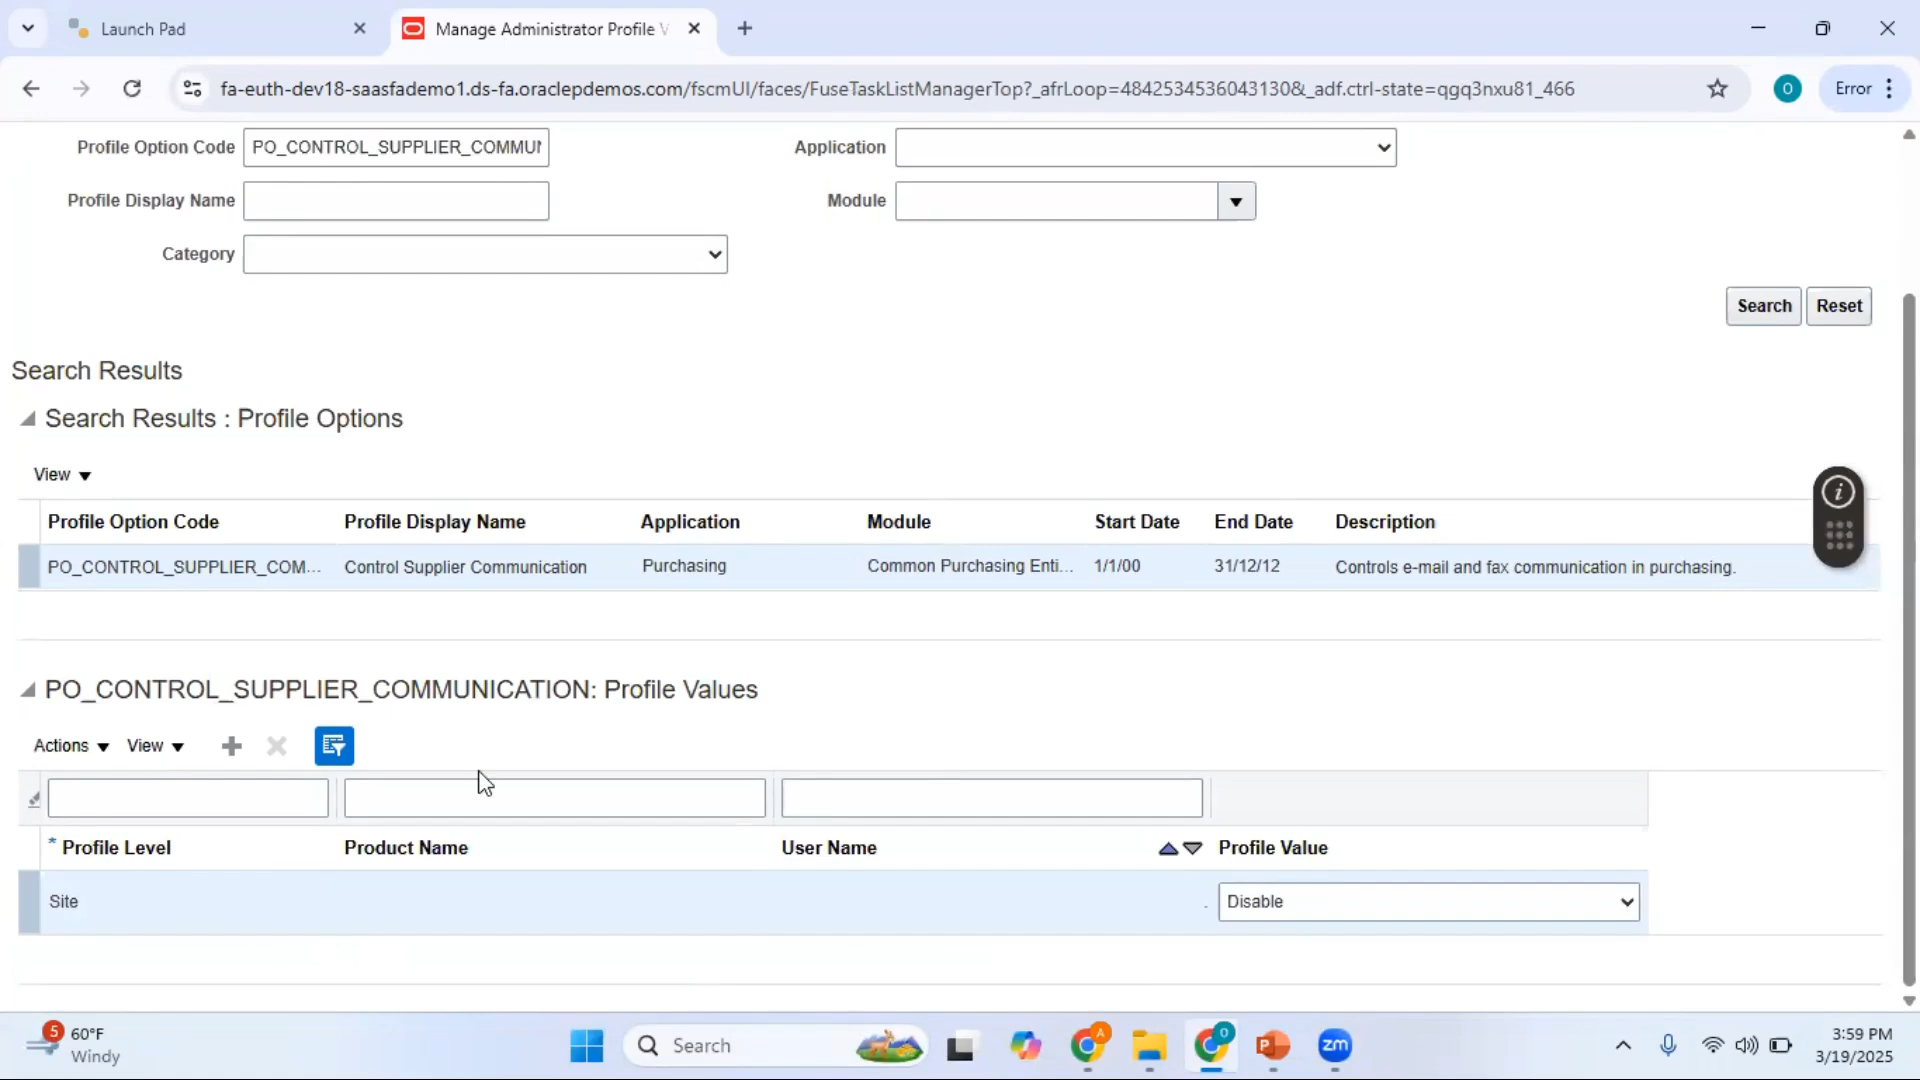 Launch Pad
Manage Administrator Profile V
fa-euth-dev18-saasfademo1.ds-fa.oraclepdemos.com/fscmUI/faces/FuseTaskListManagerTop?_afrLoop=4842534536043130&_adf.ctrl-state=qgq3nxu81_466
O
Error
Profile Option Code PO_CONTROL_SUPPLIER_COMMUN Application
Profile Display Name Module
Category
Search Reset
Search Results
Search Results : Profile Options
View
Profile Option Code Profile Display Name Application Module Start Date End Date Description
PO_CONTROL_SUPPLIER_COM... Control Supplier Communication Purchasing Common Purchasing Enti... 1/1/00 31/12/12 Controls e-mail and fax communication in purchasing.
PO_CONTROL_SUPPLIER_COMMUNICATION: Profile Values
Actions View
* Profile Level Product Name User Name Profile Value
Site . Disable
5 60°F
Windy
Search
A
O
P
zm
3:59 PM
3/19/2025